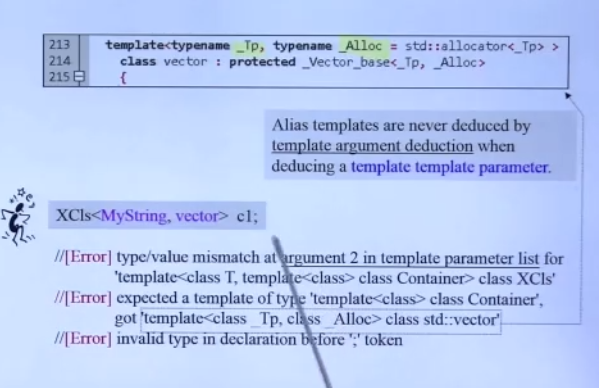 213 template<typename _Tp, typename _Alloc = std::allocator<_Tp> >
214 class vector : protected _Vector_base<_Tp, _Alloc>
215 {
Alias templates are never deduced by
template argument deduction when
deducing a template template parameter.
XCls<MyString, vector> c1;
//[Error] type/value mismatch at argument 2 in template parameter list for
'template<class T, template<class> class Container> class XCls'
//[Error] expected a template of type 'template<class> class Container',
got 'template<class _Tp, class _Alloc> class std::vector'
//[Error] invalid type in declaration before ';' token